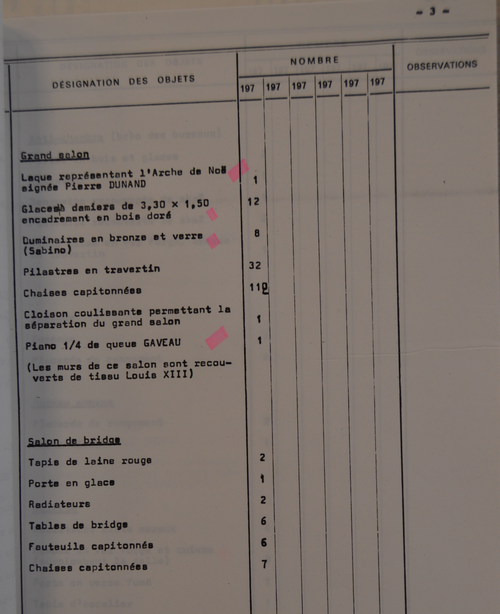 - 3 -
DÉSIGNATION DES OBJETS
NOMBRE
OBSERVATIONS
197 197 197 197 197 197
Grand salon
Laque représentant l'Arche de Noë
signée Pierre DUNAND 1
Glaces à damiers de 3,30 x 1,50 12
encadrement en bois doré
Luminaires en bronze et verre 8
(Sabino)
Pilastres en travertin 32
Chaises capitonnées 110
Cloison coulissante permettant la
séparation du grand salon 1
Piano 1/4 de queue GAVEAU 1
(Les murs de ce salon sont recou-
verts de tissu Louis XIII)
Salon de bridge
Tapis de laine rouge 2
Porte en glace 1
Radiateurs 2
Tables de bridge 6
Fauteuils capitonnés 6
Chaises capitonnées 7